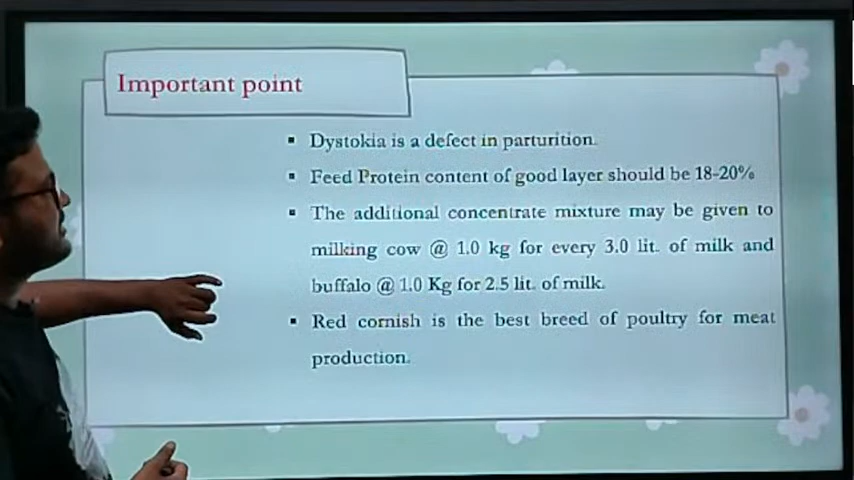 Important point
▪ Dystokia is a defect in parturition.
▪ Feed Protein content of good layer should be 18-20%
▪ The additional concentrate mixture may be given to
milking cow @ 1.0 kg for every 3.0 lit. of milk and
buffalo @ 1.0 Kg for 2.5 lit. of milk.
▪ Red cornish is the best breed of poultry for meat
production.